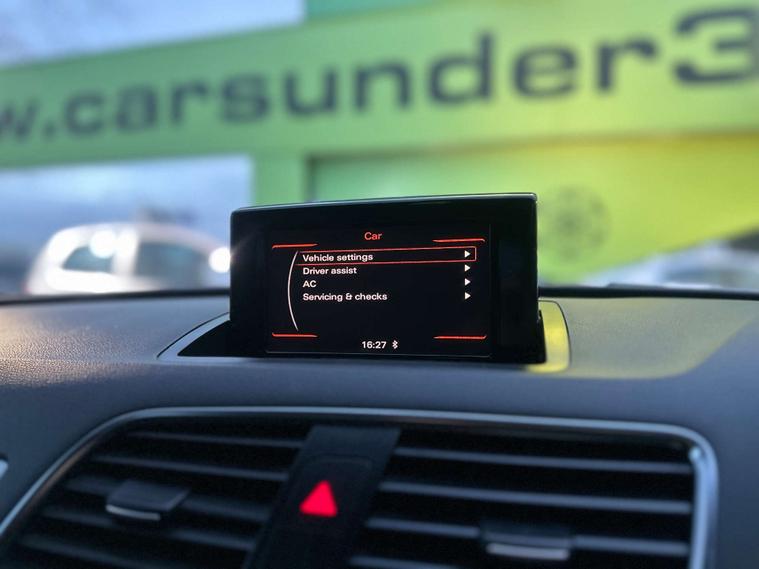 w.carsunder3
Car
Vehicle settings
Driver assist
AC
Servicing & checks
16:27